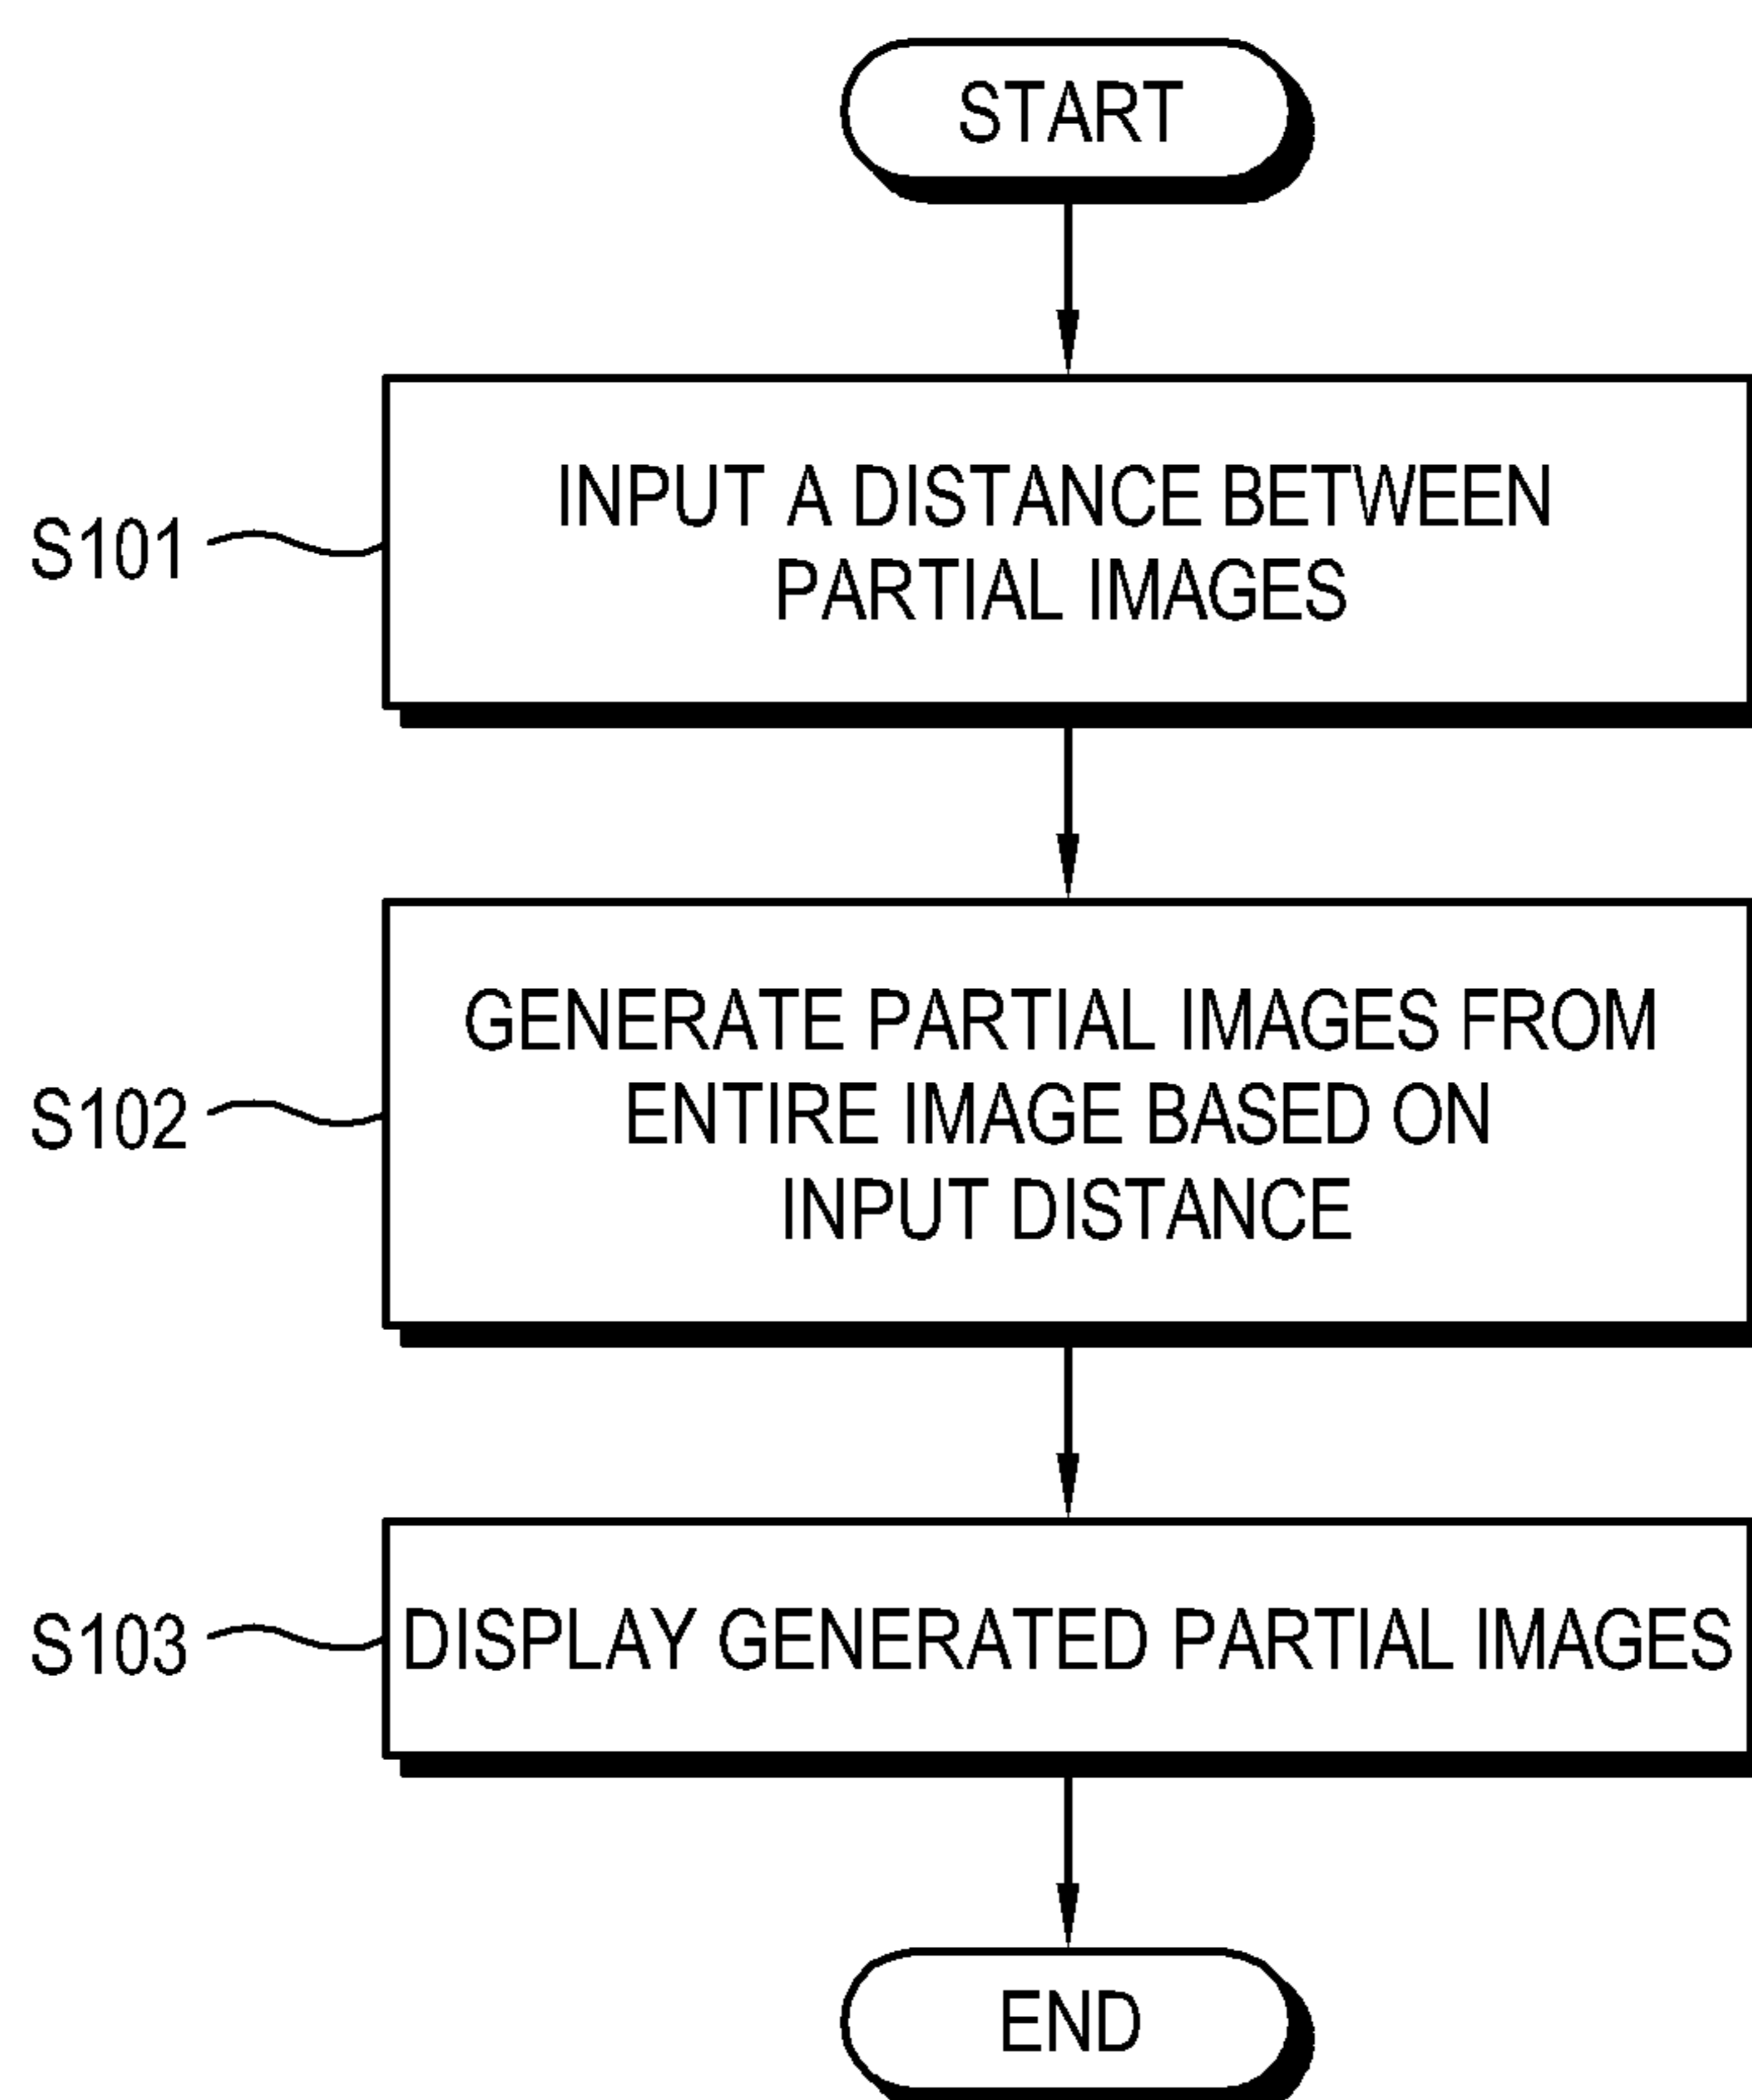 START
S101
INPUT A DISTANCE BETWEEN
PARTIAL IMAGES
S102
GENERATE PARTIAL IMAGES FROM
ENTIRE IMAGE BASED ON
INPUT DISTANCE
S103
DISPLAY GENERATED PARTIAL IMAGES
END